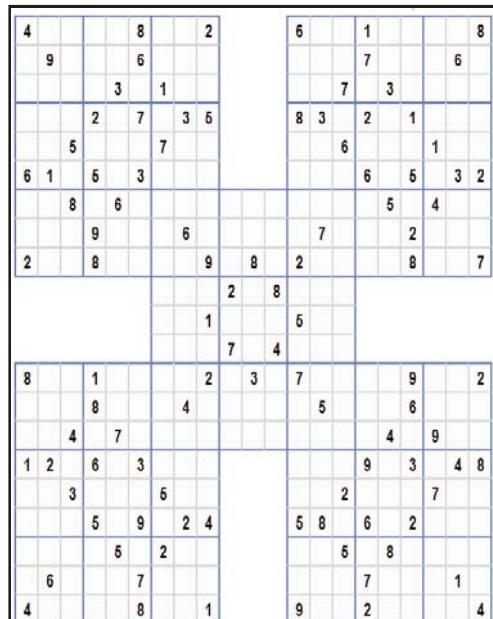 4 8 2 6 1 8
9 6 7 6
3 1 7 3
2 7 3 5 8 3 2 1
5 7 6 1
6 1 5 3 6 5 3 2
8 6 5 4
9 6 7 2
2 8 9 8 2 8 7
2 8
1 5
7 4
8 1 2 3 7 9 2
8 4 5 6
4 7 4 9
1 2 6 3 9 3 4 8
3 5 2 7
5 9 2 4 5 8 6 2
5 2 5 8
6 7 7 1
4 8 1 9 2 4